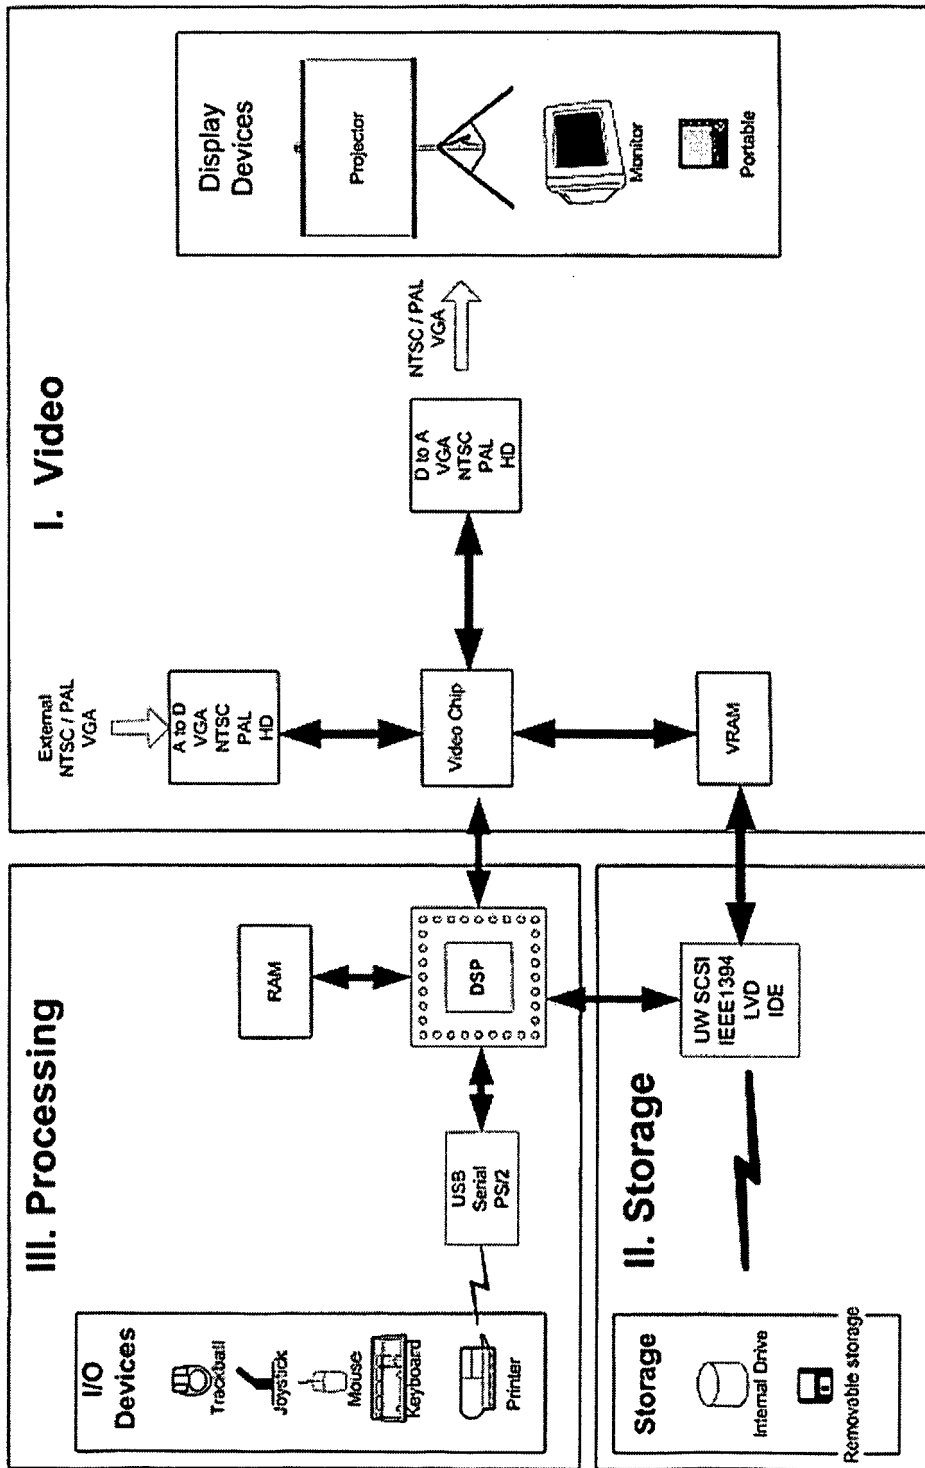 III. Processing
I/O
Devices
Trackball
Joystick
Mouse
Keyboard
Printer
USB
Serial
PS/2
RAM
DSP
II. Storage
Storage
Internal Drive
Removable storage
UW SCSI
IEEE1394
LVD
IDE
I. Video
External
NTSC / PAL
VGA
A to D
VGA
NTSC
PAL
HD
Video Chip
VRAM
D to A
VGA
NTSC
PAL
HD
NTSC / PAL
VGA
Display
Devices
Projector
Monitor
Portable